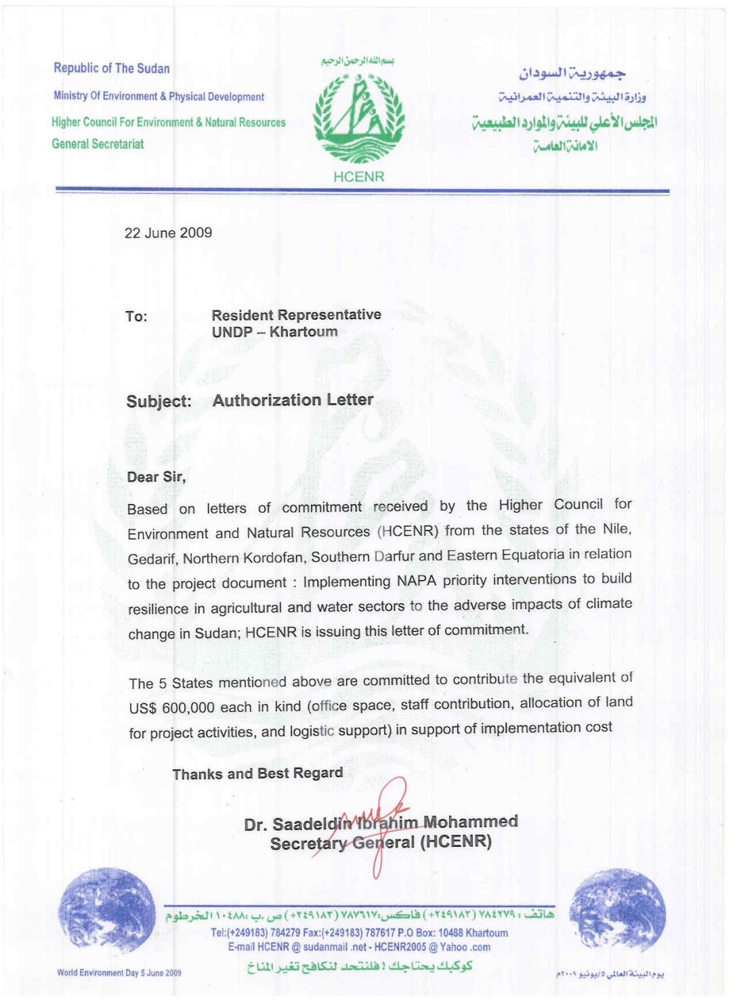 Republic of The Sudan
Ministry Of Environment & Physical Development
Higher Council For Environment & Natural Resources
General Secretariat
بسم الله الرحمن الرحيم
HCENR
جمهورية السودان
وزارة البيئة والتنمية العمرانية
المجلس الأعلي للبيئة والموارد الطبيعية
الامانة العامة
22 June 2009
To: Resident Representative
UNDP – Khartoum
Subject: Authorization Letter
Dear Sir,
Based on letters of commitment received by the Higher Council for
Environment and Natural Resources (HCENR) from the states of the Nile,
Gedarif, Northern Kordofan, Southern Darfur and Eastern Equatoria in relation
to the project document : Implementing NAPA priority interventions to build
resilience in agricultural and water sectors to the adverse impacts of climate
change in Sudan; HCENR is issuing this letter of commitment.
The 5 States mentioned above are committed to contribute the equivalent of
US$ 600,000 each in kind (office space, staff contribution, allocation of land
for project activities, and logistic support) in support of implementation cost
Thanks and Best Regard
Dr. Saadeldin Ibrahim Mohammed
Secretary General (HCENR)
هاتف : ٧٨٤٢٧٩ (٢٤٩١٨٣+) فاكس:٧٨٧٦١٧ (٢٤٩١٨٣+) ص .ب :١٠٤٨٨ الخرطوم
Tel:(+249183) 784279 Fax:(+249183) 787617 P.O Box: 10488 Khartoum
E-mail HCENR @ sudanmail .net - HCENR2005 @ Yahoo .com
كوكبك يحتاجك ! فلنتحد لنكافح تغير المناخ
World Environment Day 5 June 2009
يوم البيئة العالمي ٥/يونيو ٢٠٠٩م